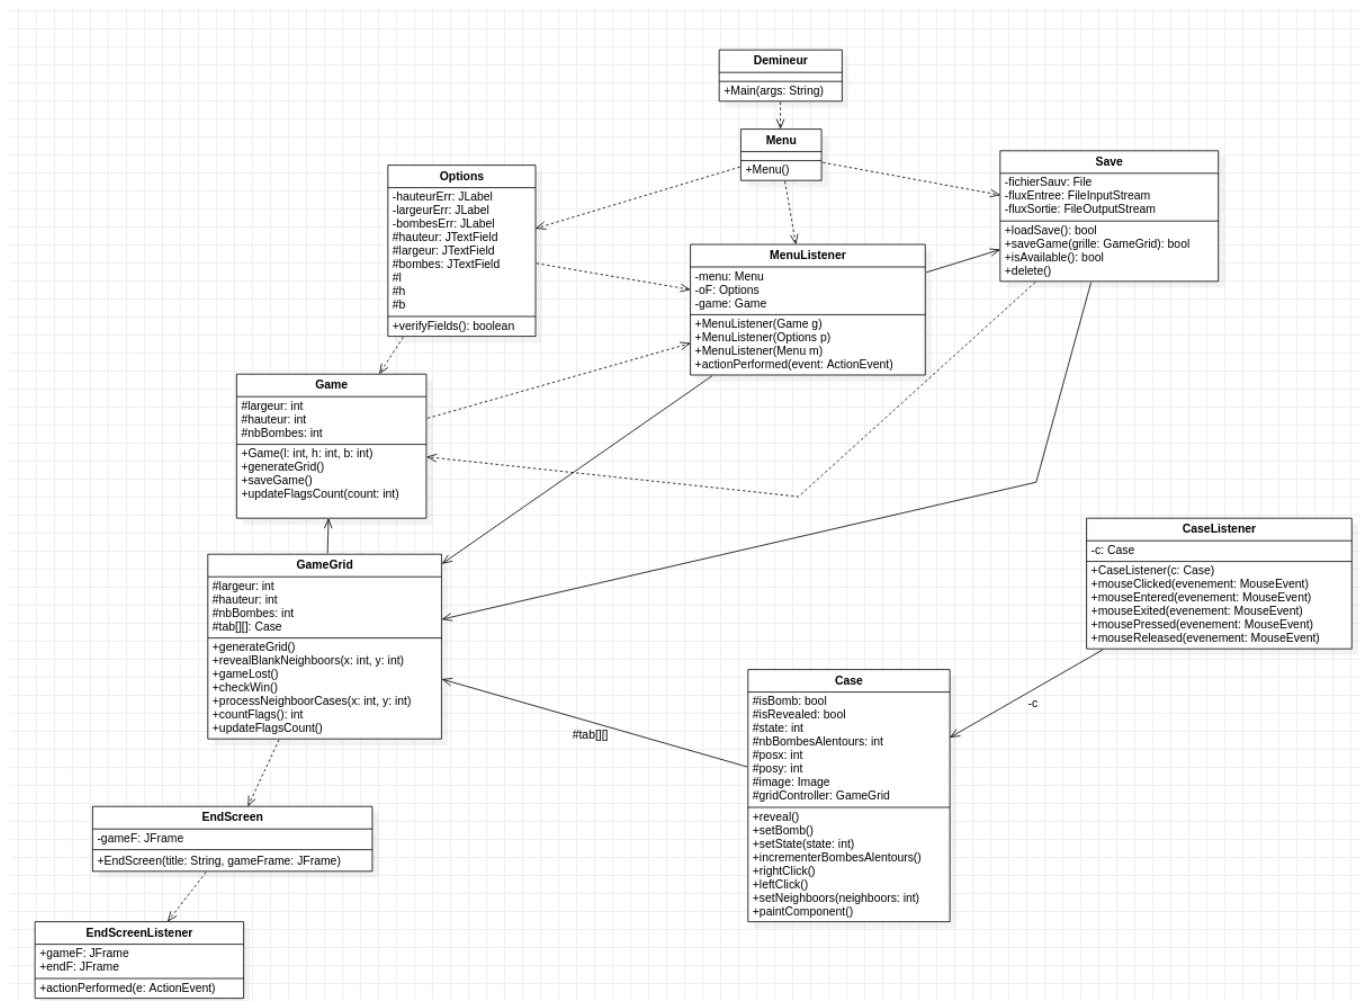 Demineur
+Main(args: String)
Menu
+Menu()
Options
-hauteurErr: JLabel
-largeurErr: JLabel
-bombesErr: JLabel
#hauteur: JTextField
#largeur: JTextField
#bombes: JTextField
#l
#h
#b
+verifyFields(): boolean
Save
-fichierSauv: File
-fluxEntree: FileInputStream
-fluxSortie: FileOutputStream
+loadSave(): bool
+saveGame(grille: GameGrid): bool
+isAvailable(): bool
+delete()
MenuListener
-menu: Menu
-oF: Options
-game: Game
+MenuListener(Game g)
+MenuListener(Options p)
+MenuListener(Menu m)
+actionPerformed(event: ActionEvent)
Game
#largeur: int
#hauteur: int
#nbBombes: int
+Game(l: int, h: int, b: int)
+generateGrid()
+saveGame()
+updateFlagsCount(count: int)
GameGrid
#largeur: int
#hauteur: int
#nbBombes: int
#tab[][]: Case
+generateGrid()
+revealBlankNeighboors(x: int, y: int)
+gameLost()
+checkWin()
+processNeighboorCases(x: int, y: int)
+countFlags(): int
+updateFlagsCount()
CaseListener
-c: Case
+CaseListener(c: Case)
+mouseClicked(evenement: MouseEvent)
+mouseEntered(evenement: MouseEvent)
+mouseExited(evenement: MouseEvent)
+mousePressed(evenement: MouseEvent)
+mouseReleased(evenement: MouseEvent)
-c
#tab[][]
Case
#isBomb: bool
#isRevealed: bool
#state: int
#nbBombesAlentours: int
#posx: int
#posy: int
#image: Image
#gridController: GameGrid
+reveal()
+setBomb()
+setState(state: int)
+incrementerBombesAlentours()
+rightClick()
+leftClick()
+setNeighboors(neighboors: int)
+paintComponent()
EndScreen
-gameF: JFrame
+EndScreen(title: String, gameFrame: JFrame)
EndScreenListener
+gameF: JFrame
+endF: JFrame
+actionPerformed(e: ActionEvent)